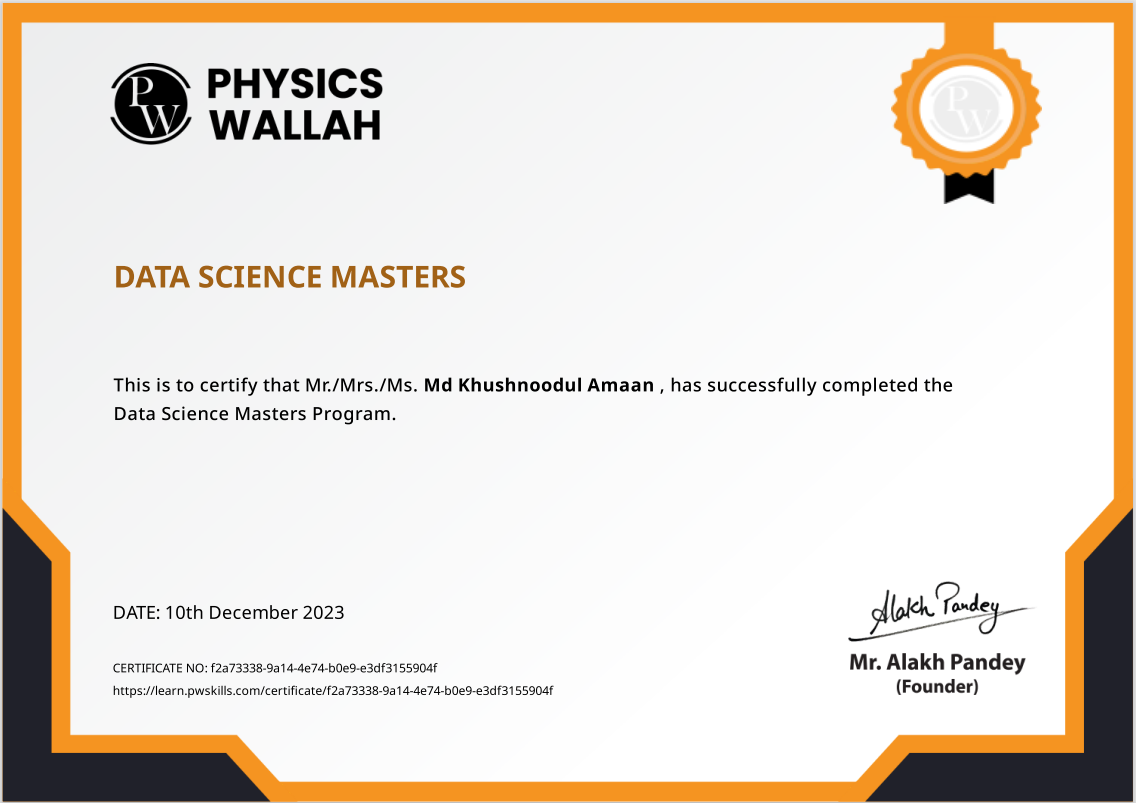 PW PHYSICS
WALLAH
PW
DATA SCIENCE MASTERS
This is to certify that Mr./Mrs./Ms. Md Khushnoodul Amaan , has successfully completed the
Data Science Masters Program.
DATE: 10th December 2023
CERTIFICATE NO: f2a73338-9a14-4e74-b0e9-e3df3155904f
https://learn.pwskills.com/certificate/f2a73338-9a14-4e74-b0e9-e3df3155904f
Alakh Pandey
Mr. Alakh Pandey
(Founder)